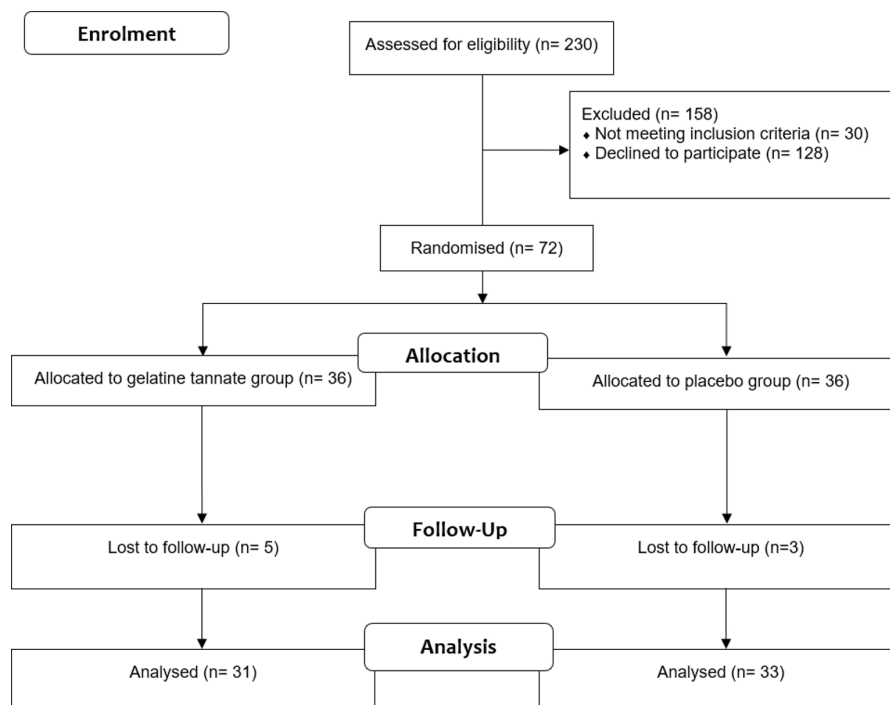 Enrolment
Assessed for eligibility (n= 230)
Excluded (n= 158)
♦ Not meeting inclusion criteria (n= 30)
♦ Declined to participate (n= 128)
Randomised (n= 72)
Allocation
Allocated to gelatine tannate group (n= 36)
Allocated to placebo group (n= 36)
Follow-Up
Lost to follow-up (n= 5)
Lost to follow-up (n=3)
Analysis
Analysed (n= 31)
Analysed (n= 33)